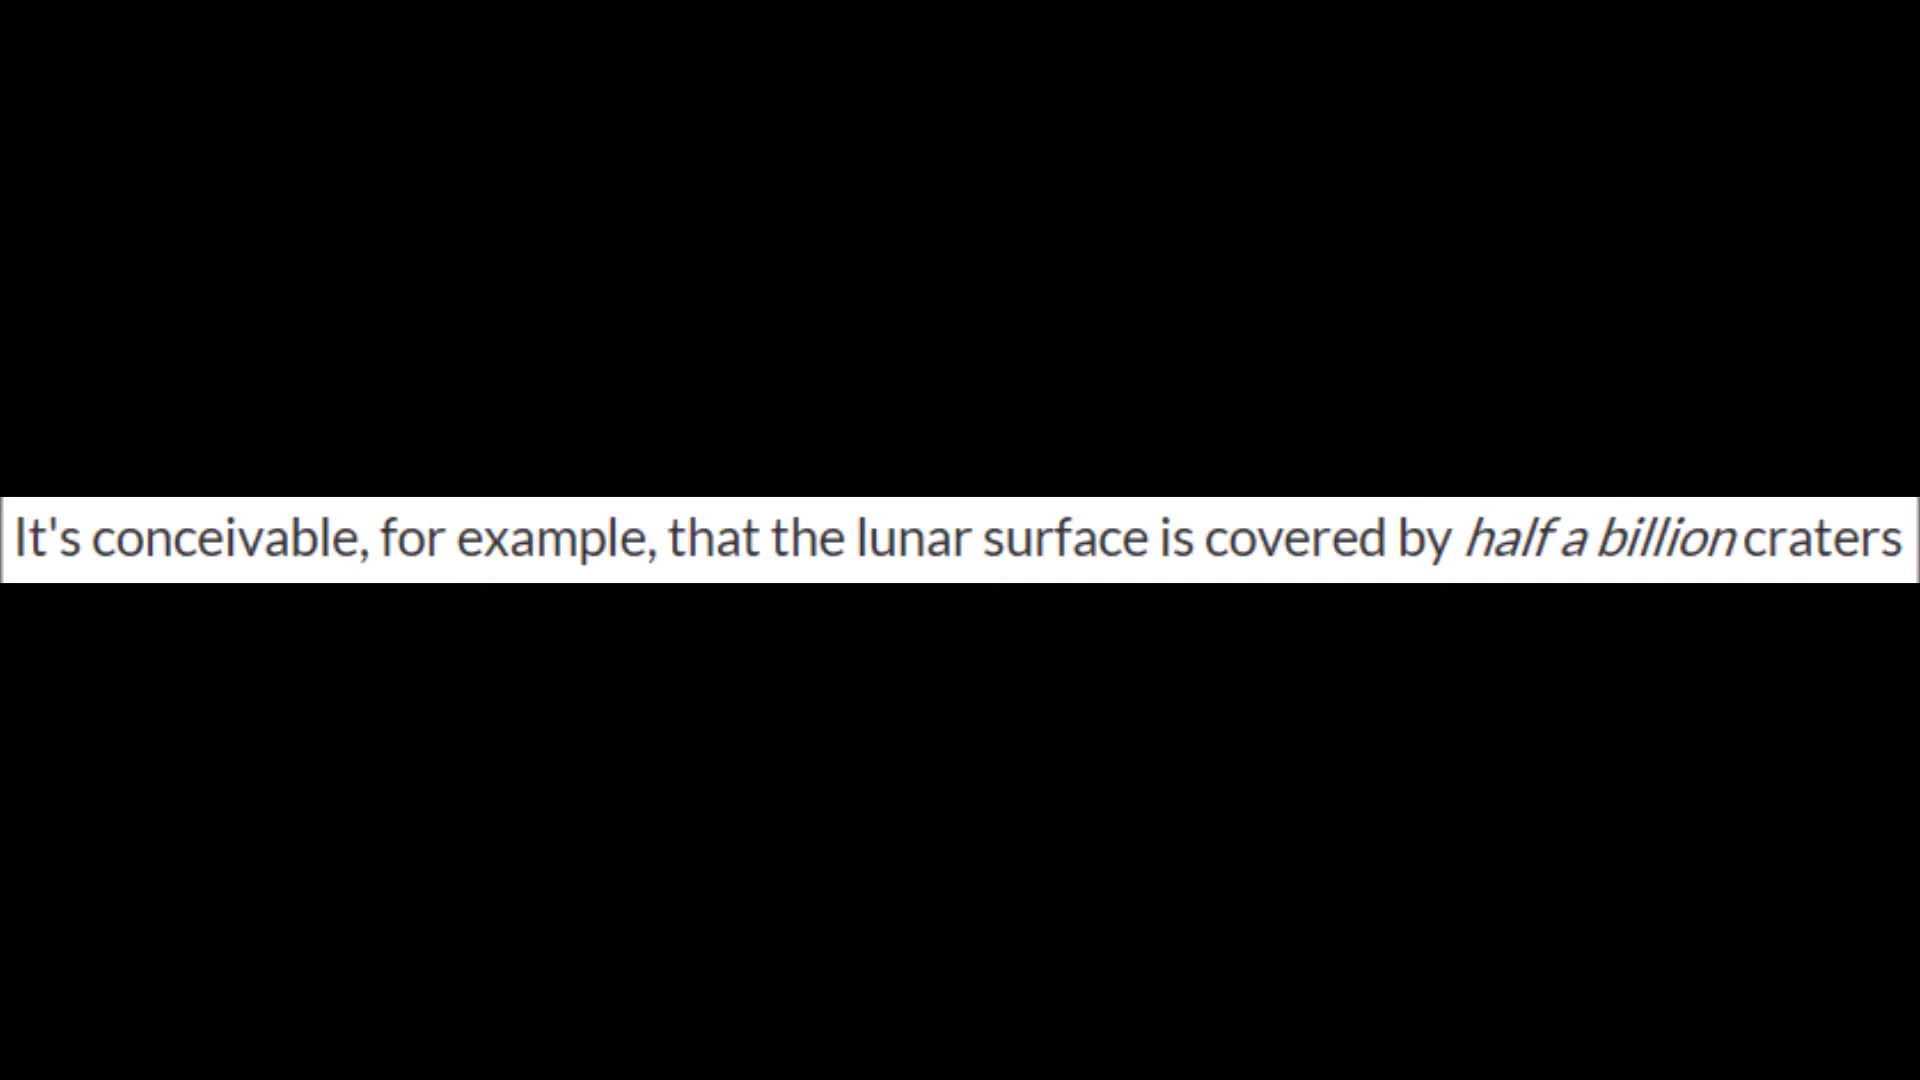 It's conceivable, for example, that the lunar surface is covered by half a billion craters